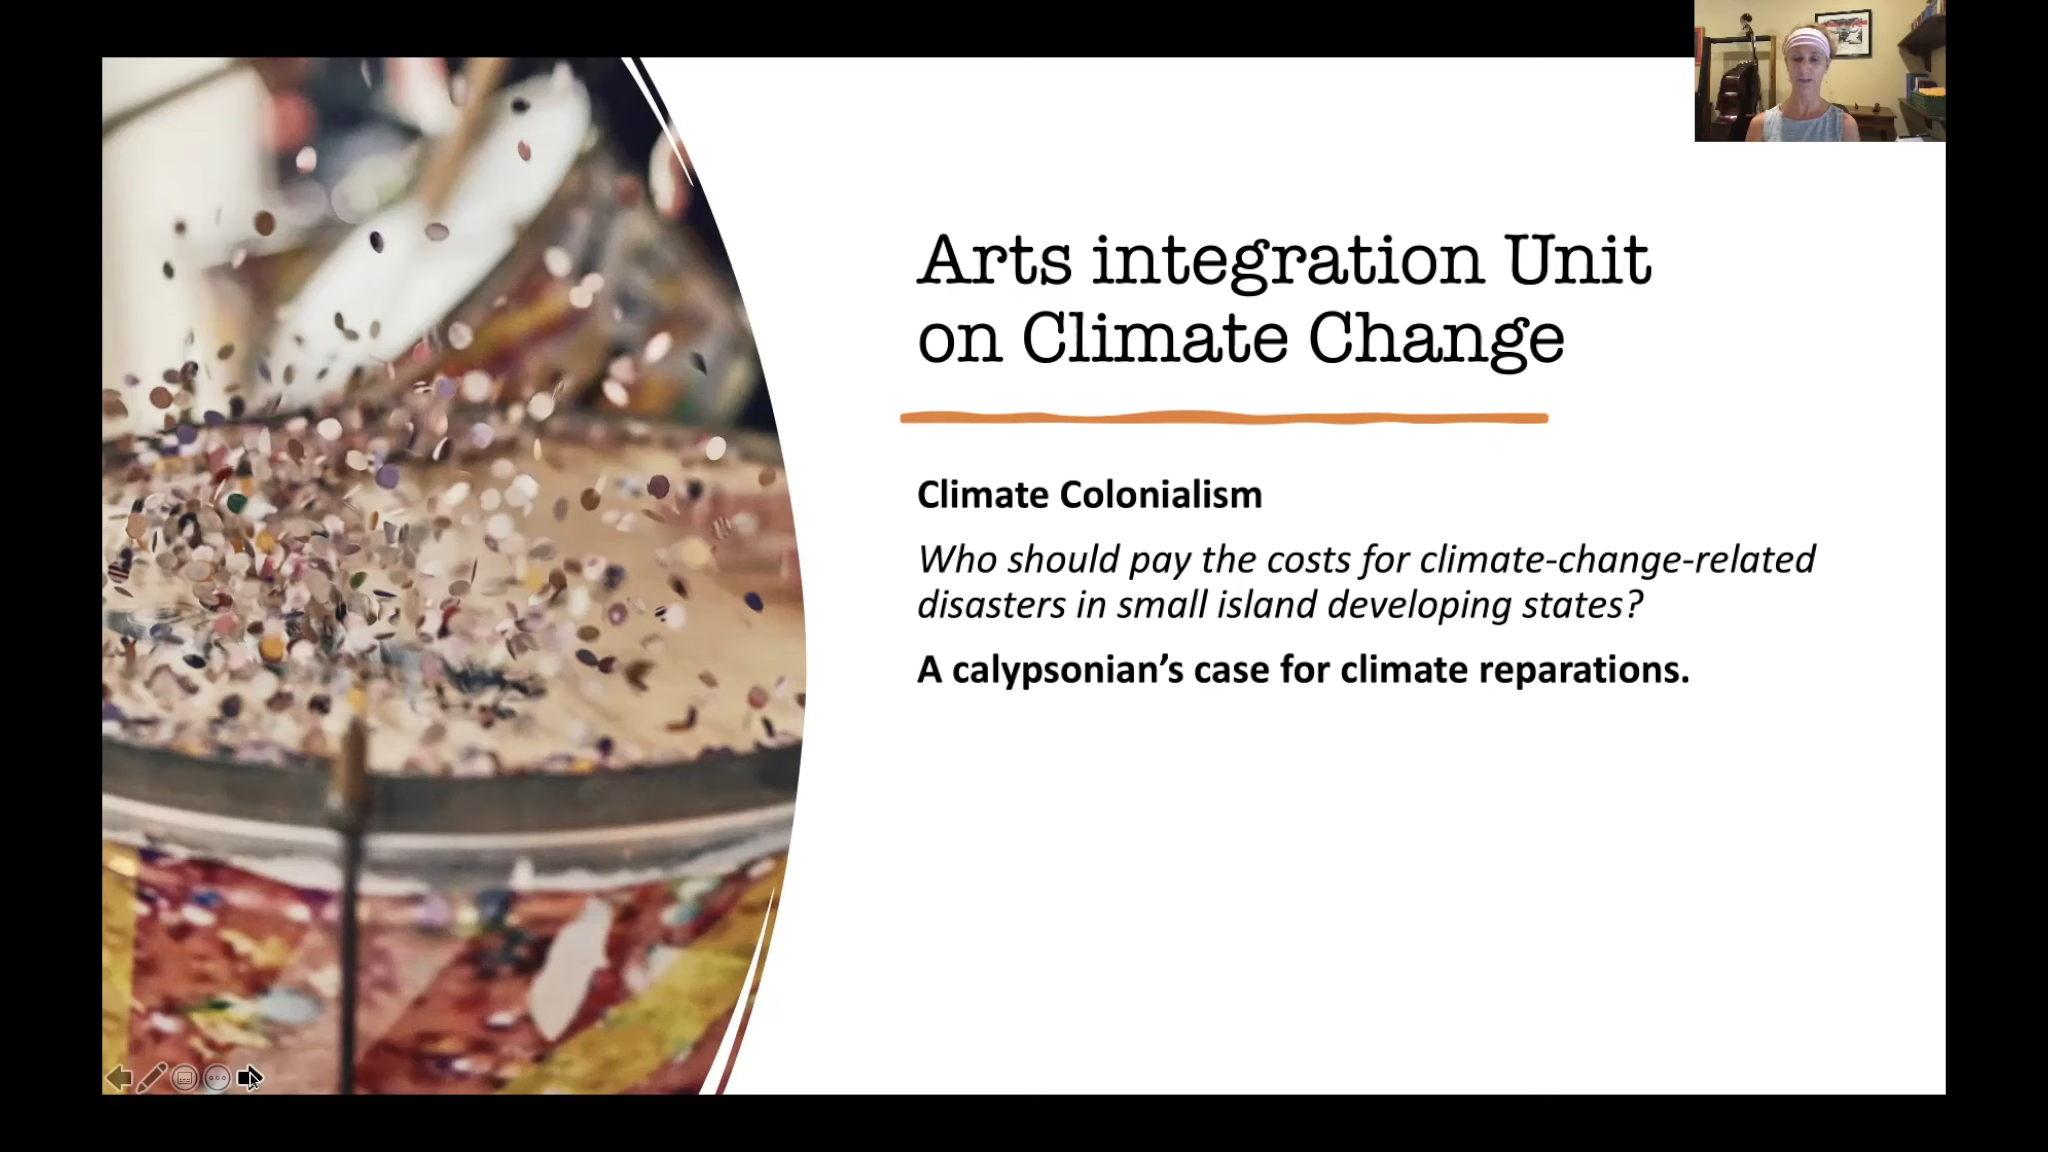 Arts integration Unit
on Climate Change
Climate Colonialism
Who should pay the costs for climate-change-related
disasters in small island developing states?
A calypsonian’s case for climate reparations.